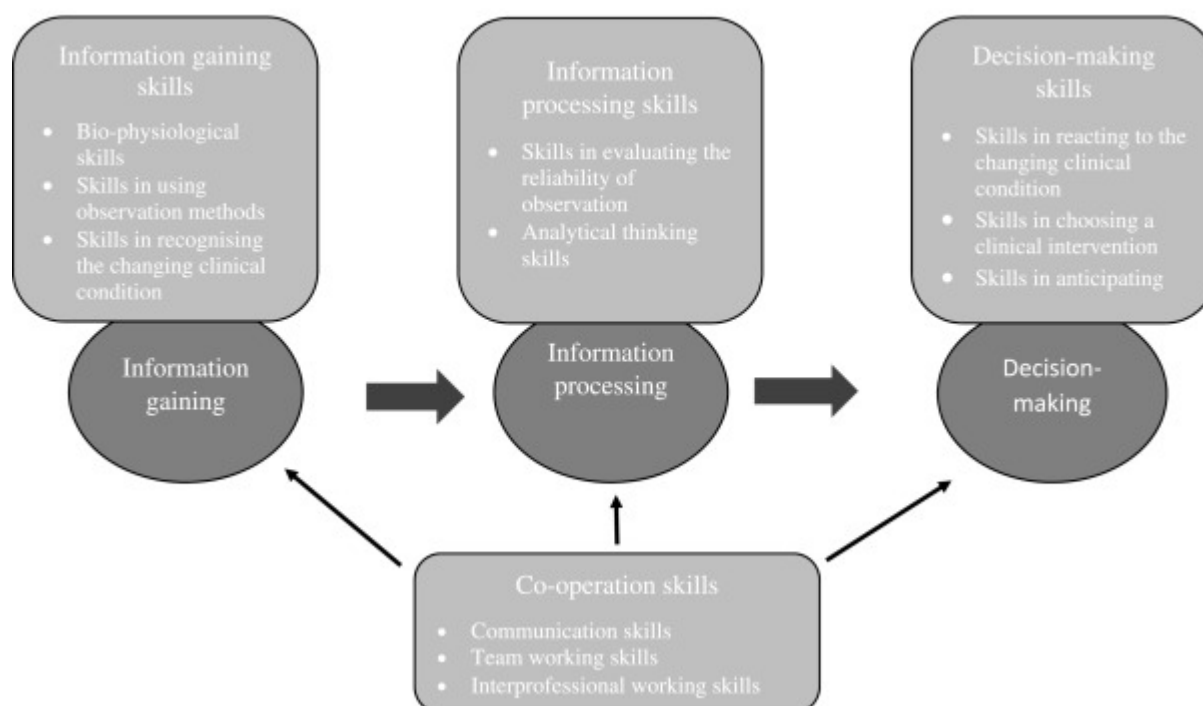 Information gaining
skills
• Bio-physiological
skills
• Skills in using
observation methods
• Skills in recognising
the changing clinical
condition
Information
gaining
Information
processing skills
• Skills in evaluating the
reliability of
observation
• Analytical thinking
skills
Information
processing
Decision-making
skills
• Skills in reacting to the
changing clinical
condition
• Skills in choosing a
clinical intervention
• Skills in anticipating
Decision-
making
Co-operation skills
• Communication skills
• Team working skills
• Interprofessional working skills